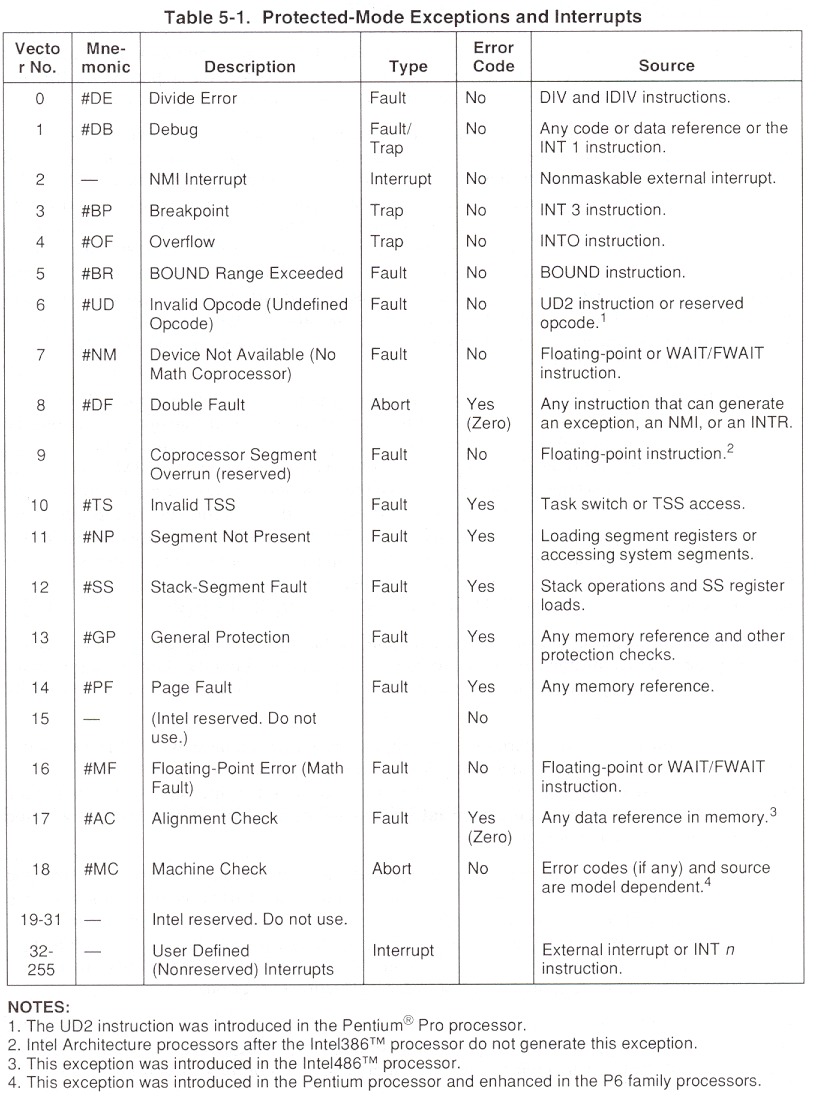 Table 5-1. Protected-Mode Exceptions and Interrupts
Vecto
r No. Mne-
monic Description Type Error
Code Source
0 #DE Divide Error Fault No DIV and IDIV instructions.
1 #DB Debug Fault/
Trap No Any code or data reference or the
INT 1 instruction.
2 — NMI Interrupt Interrupt No Nonmaskable external interrupt.
3 #BP Breakpoint Trap No INT 3 instruction.
4 #OF Overflow Trap No INTO instruction.
5 #BR BOUND Range Exceeded Fault No BOUND instruction.
6 #UD Invalid Opcode (Undefined
Opcode) Fault No UD2 instruction or reserved
opcode.1
7 #NM Device Not Available (No
Math Coprocessor) Fault No Floating-point or WAIT/FWAIT
instruction.
8 #DF Double Fault Abort Yes
(Zero) Any instruction that can generate
an exception, an NMI, or an INTR.
9 Coprocessor Segment
Overrun (reserved) Fault No Floating-point instruction.2
10 #TS Invalid TSS Fault Yes Task switch or TSS access.
11 #NP Segment Not Present Fault Yes Loading segment registers or
accessing system segments.
12 #SS Stack-Segment Fault Fault Yes Stack operations and SS register
loads.
13 #GP General Protection Fault Yes Any memory reference and other
protection checks.
14 #PF Page Fault Fault Yes Any memory reference.
15 — (Intel reserved. Do not
use.) No
16 #MF Floating-Point Error (Math
Fault) Fault No Floating-point or WAIT/FWAIT
instruction.
17 #AC Alignment Check Fault Yes
(Zero) Any data reference in memory.3
18 #MC Machine Check Abort No Error codes (if any) and source
are model dependent.4
19-31 — Intel reserved. Do not use.
32-
255 — User Defined
(Nonreserved) Interrupts Interrupt External interrupt or INT n
instruction.
NOTES:
1. The UD2 instruction was introduced in the Pentium® Pro processor.
2. Intel Architecture processors after the Intel386™ processor do not generate this exception.
3. This exception was introduced in the Intel486™ processor.
4. This exception was introduced in the Pentium processor and enhanced in the P6 family processors.